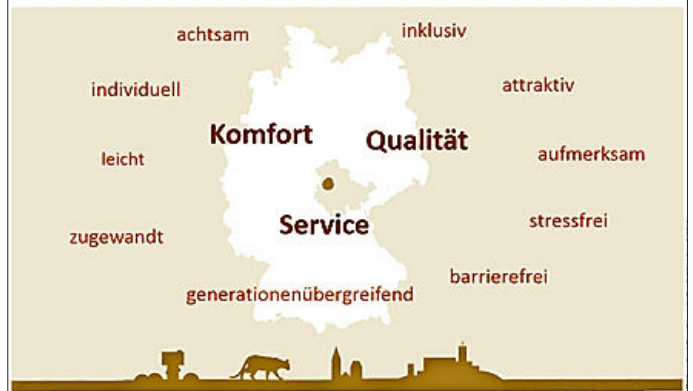 achtsam
inklusiv
individuell
attraktiv
Komfort
Qualität
leicht
aufmerksam
Service
stressfrei
zugewandt
barrierefrei
generationenübergreifend